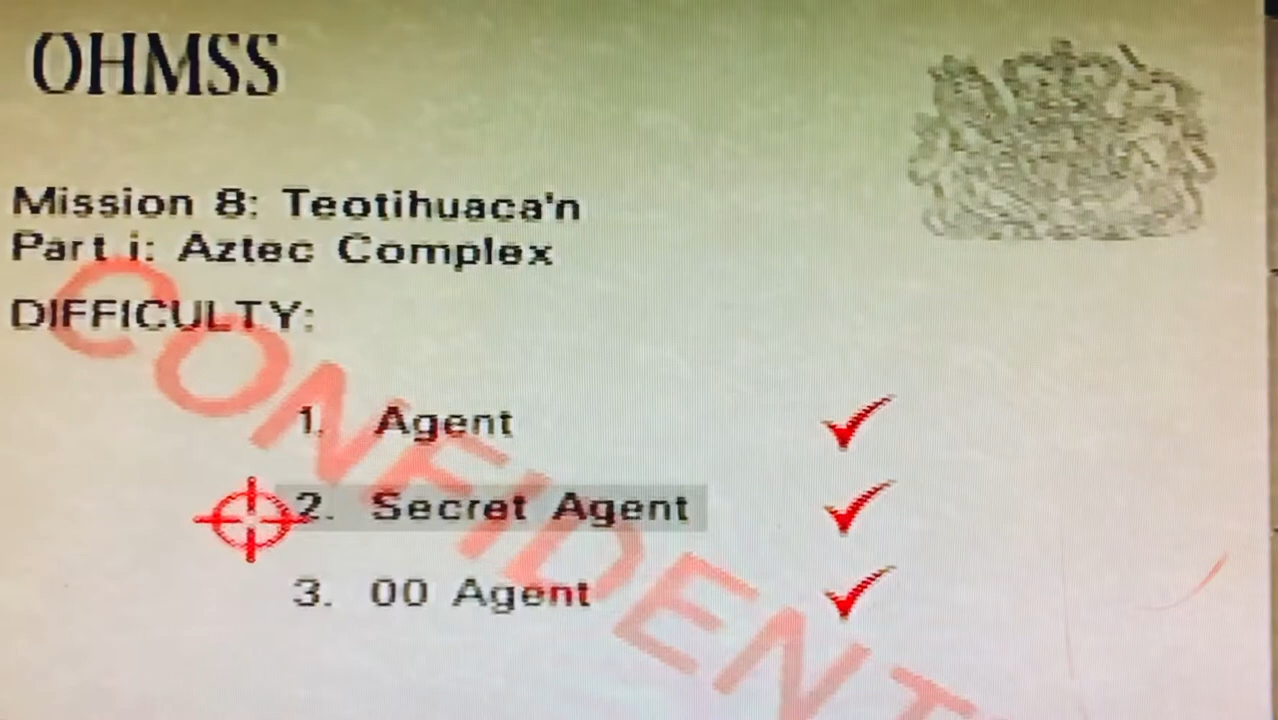 OHMSS
Mission 8: Teotihuaca'n
Part i: Aztec Complex
DIFFICULTY:
1. Agent
2. Secret Agent
3. 00 Agent
CONFIDENT